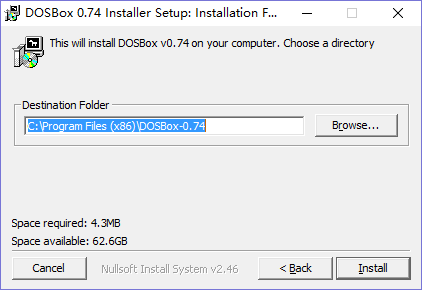 DOSBox 0.74 Installer Setup: Installation F...
This will install DOSBox v0.74 on your computer. Choose a directory
Destination Folder
C:\Program Files (x86)\DOSBox-0.74
Browse...
Space required: 4.3MB
Space available: 62.6GB
Cancel
Nullsoft Install System v2.46
< Back
Install